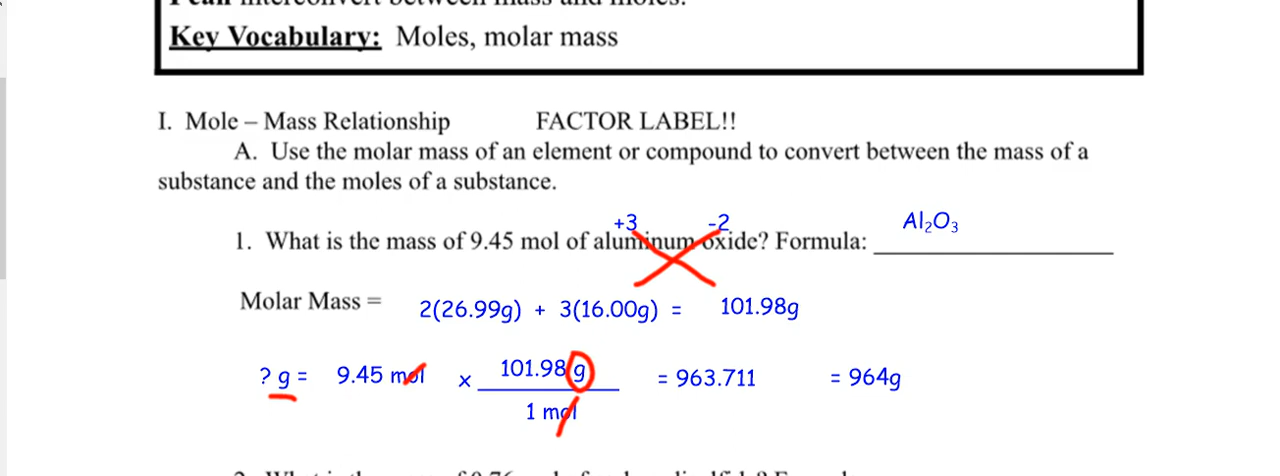 Key Vocabulary: Moles, molar mass
I. Mole – Mass Relationship FACTOR LABEL!!
A. Use the molar mass of an element or compound to convert between the mass of a
substance and the moles of a substance.
+3 -2
1. What is the mass of 9.45 mol of aluminum oxide? Formula: Al₂O₃
Molar Mass = 2(26.99g) + 3(16.00g) = 101.98g
? g = 9.45 mol x 101.98g = 963.711 = 964g
1 mol